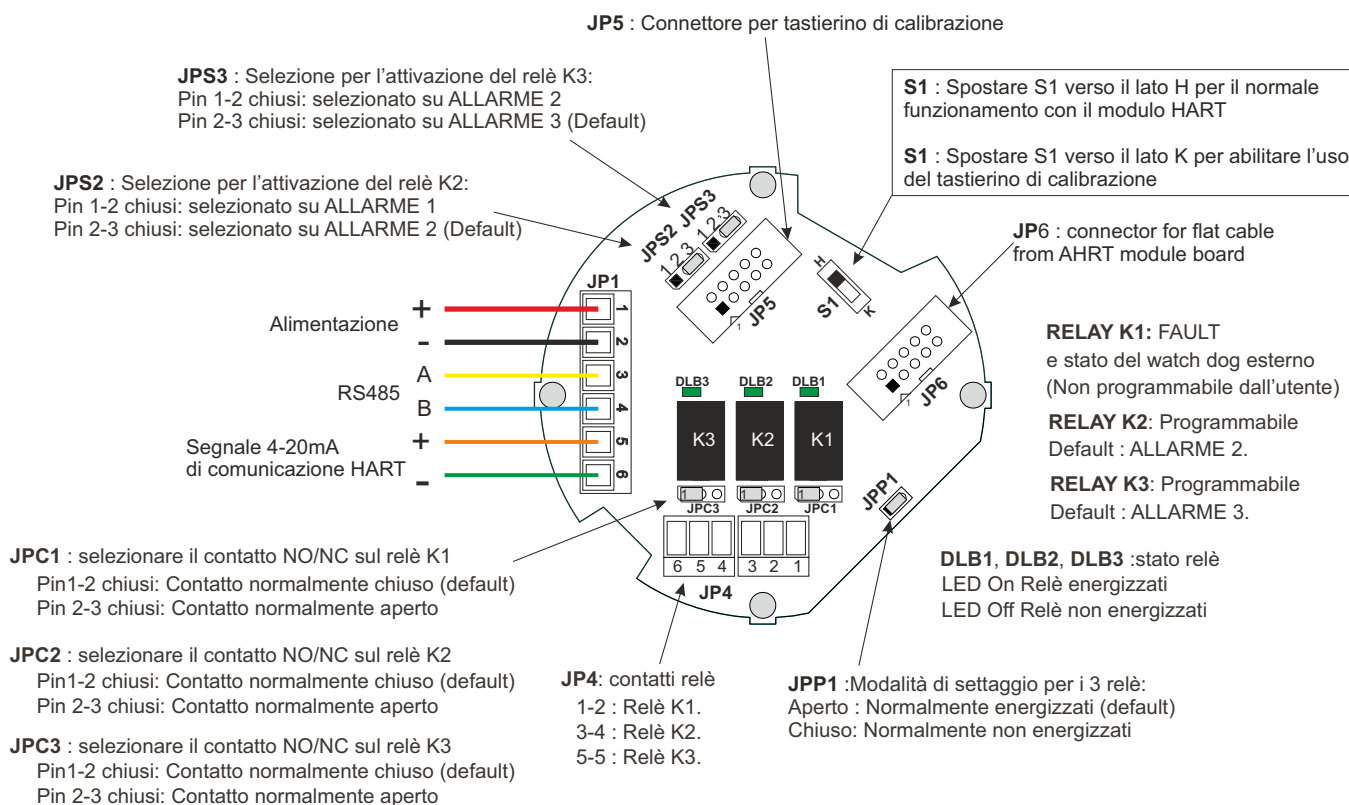 JP5 : Connettore per tastierino di calibrazione
JPS3 : Selezione per l'attivazione del relè K3:
Pin 1-2 chiusi: selezionato su ALLARME 2
Pin 2-3 chiusi: selezionato su ALLARME 3 (Default)
S1 : Spostare S1 verso il lato H per il normale
funzionamento con il modulo HART
S1 : Spostare S1 verso il lato K per abilitare l'uso
del tastierino di calibrazione
JPS2 : Selezione per l'attivazione del relè K2:
Pin 1-2 chiusi: selezionato su ALLARME 1
Pin 2-3 chiusi: selezionato su ALLARME 2 (Default)
JP6 : connector for flat cable
from AHRT module board
JPS2
JPS3
1 2 3
1 2 3
JP1
1
2
3
4
5
6
JP5
1
H
S1
K
JP6
1
+
Alimentazione
-
A
RS485
B
+
Segnale 4-20mA
di comunicazione HART
-
RELAY K1: FAULT
e stato del watch dog esterno
(Non programmabile dall'utente)
RELAY K2: Programmabile
Default : ALLARME 2.
RELAY K3: Programmabile
Default : ALLARME 3.
DLB3 DLB2 DLB1
K3 K2 K1
1 1 1
JPC3 JPC2 JPC1
6 5 4 3 2 1
JP4
JPP1
JPC1 : selezionare il contatto NO/NC sul relè K1
Pin1-2 chiusi: Contatto normalmente chiuso (default)
Pin 2-3 chiusi: Contatto normalmente aperto
DLB1, DLB2, DLB3 :stato relè
LED On Relè energizzati
LED Off Relè non energizzati
JPC2 : selezionare il contatto NO/NC sul relè K2
Pin1-2 chiusi: Contatto normalmente chiuso (default)
Pin 2-3 chiusi: Contatto normalmente aperto
JP4: contatti relè
1-2 : Relè K1.
3-4 : Relè K2.
5-5 : Relè K3.
JPP1 :Modalità di settaggio per i 3 relè:
Aperto : Normalmente energizzati (default)
Chiuso: Normalmente non energizzati
JPC3 : selezionare il contatto NO/NC sul relè K3
Pin1-2 chiusi: Contatto normalmente chiuso (default)
Pin 2-3 chiusi: Contatto normalmente aperto